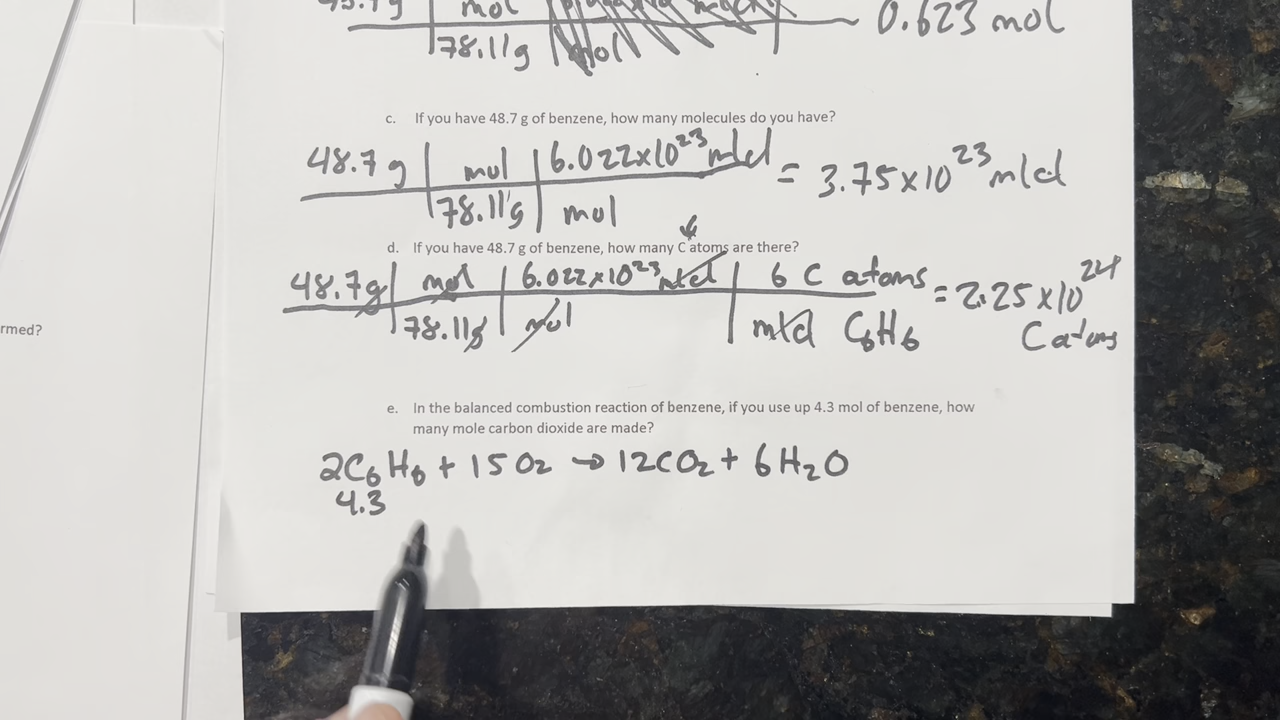 mol
78.11g mol
0.623 mol
c. If you have 48.7 g of benzene, how many molecules do you have?
48.7 g mol 6.022x10^23 mlcl
78.11g mol
= 3.75x10^23 mlcl
d. If you have 48.7 g of benzene, how many C atoms are there?
48.7g mol 6.022x10^23 mlcl 6 C atoms
78.11g mol mlcl C6H6
= 2.25x10^24
C atoms
rmed?
e. In the balanced combustion reaction of benzene, if you use up 4.3 mol of benzene, how
many mole carbon dioxide are made?
2C6H6 + 15O2 → 12CO2 + 6H2O
4.3